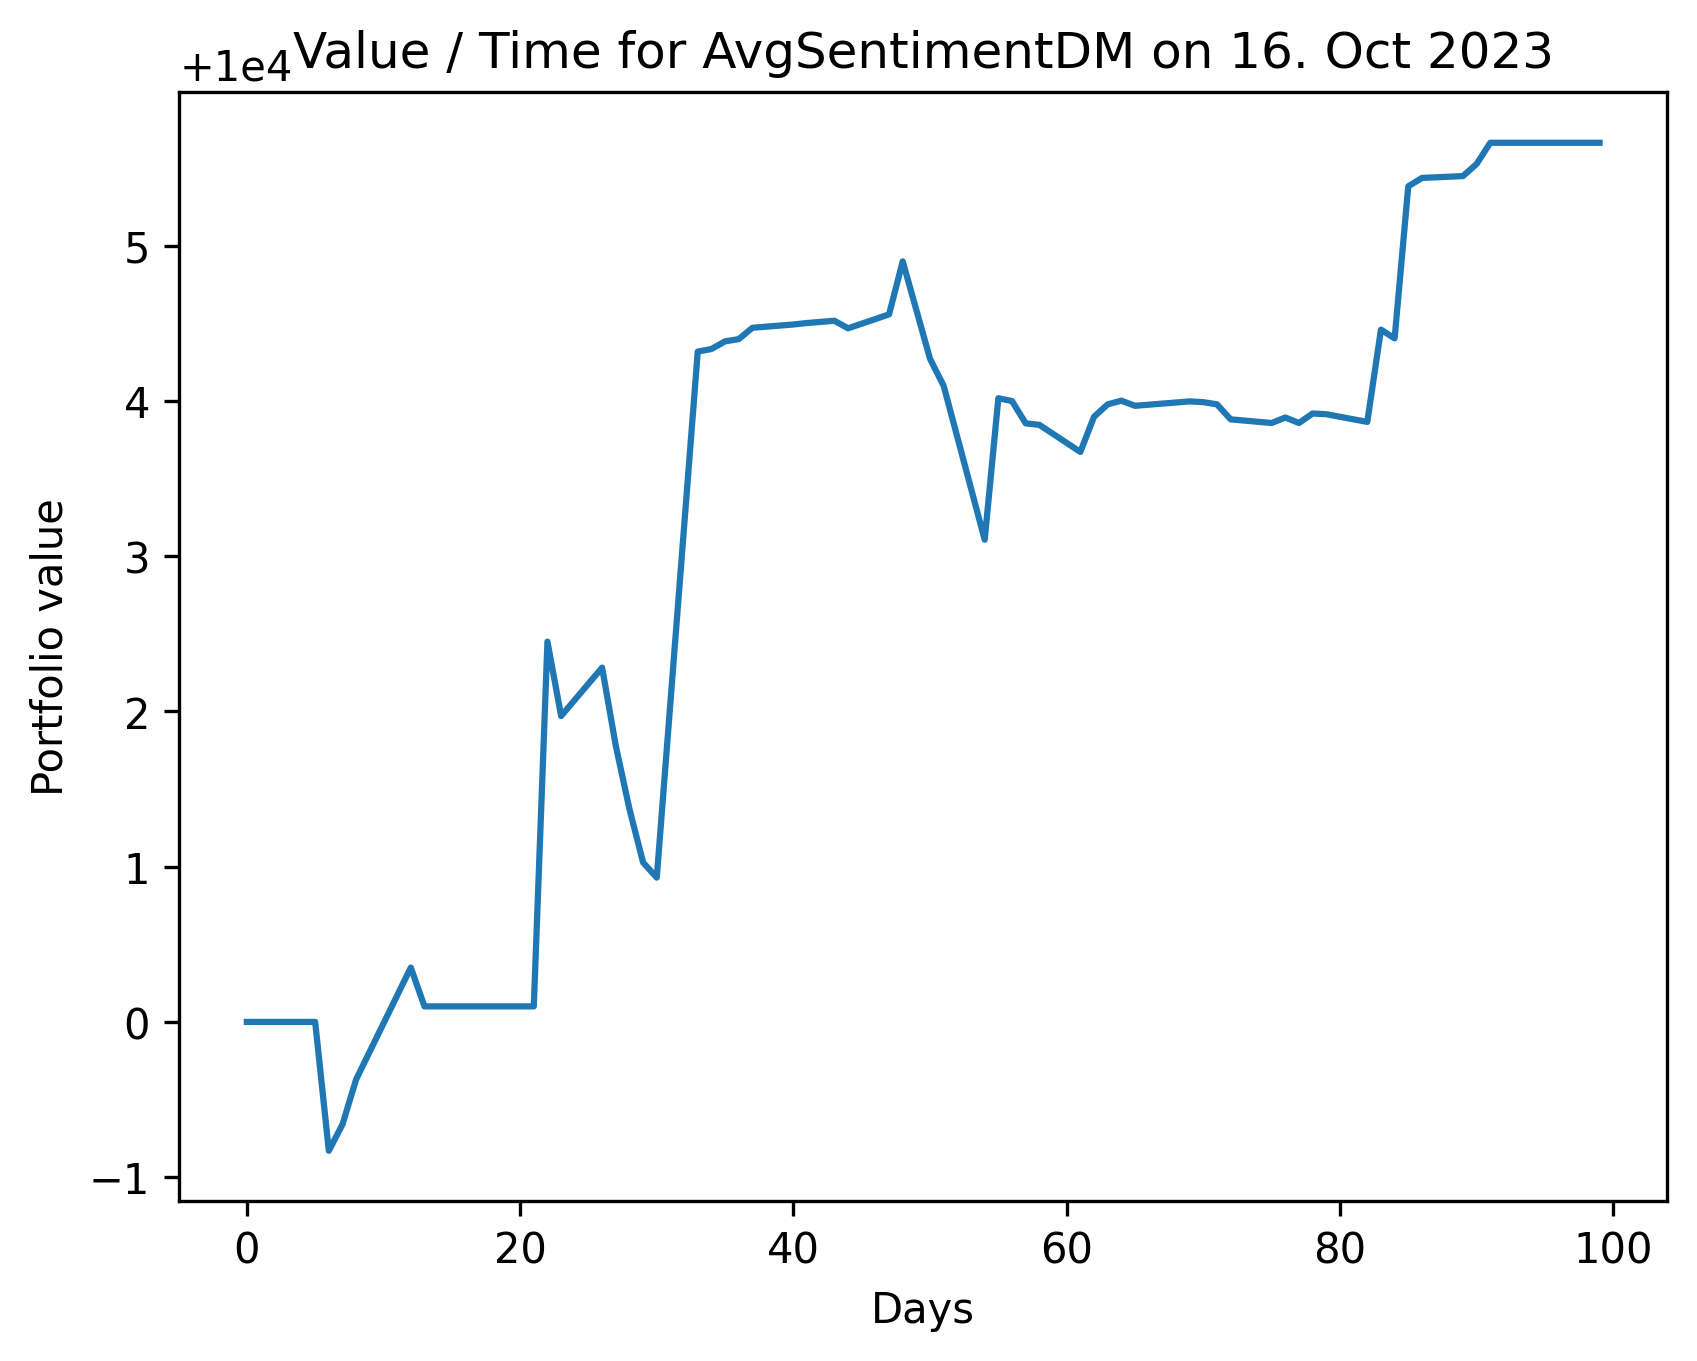 Value / Time for AvgSentimentDM on 16. Oct 2023
+1e4
Portfolio value
5
4
3
2
1
0
−1
0 20 40 60 80 100
Days